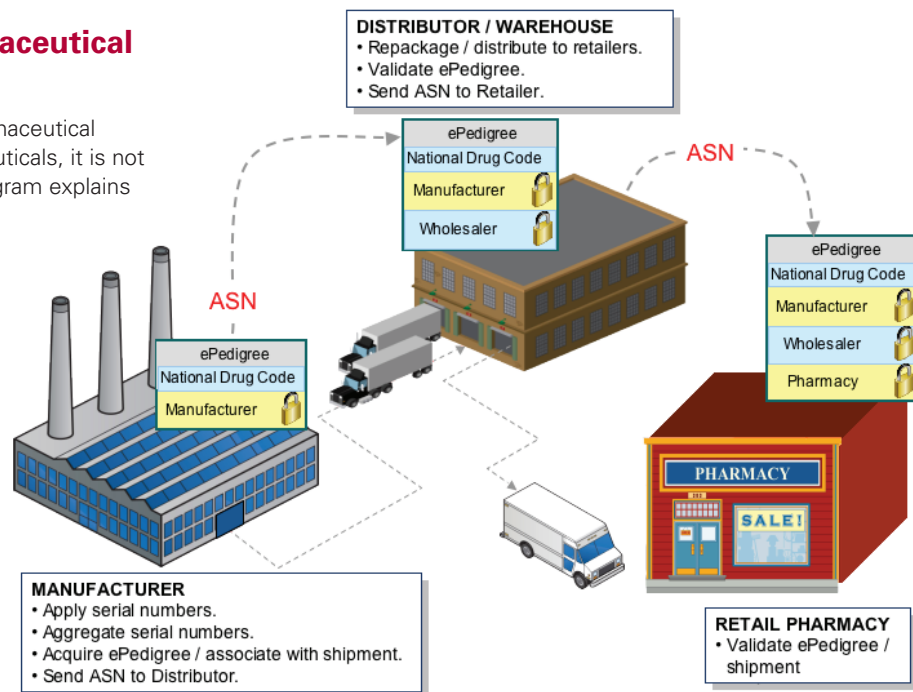 aceutical
naceutical
uticals, it is not
gram explains
DISTRIBUTOR / WAREHOUSE
• Repackage / distribute to retailers.
• Validate ePedigree.
• Send ASN to Retailer.
ePedigree
National Drug Code
Manufacturer
Wholesaler
ASN
ASN
ePedigree
National Drug Code
Manufacturer
ePedigree
National Drug Code
Manufacturer
Wholesaler
Pharmacy
PHARMACY
SALE!
MANUFACTURER
• Apply serial numbers.
• Aggregate serial numbers.
• Acquire ePedigree / associate with shipment.
• Send ASN to Distributor.
RETAIL PHARMACY
• Validate ePedigree /
shipment